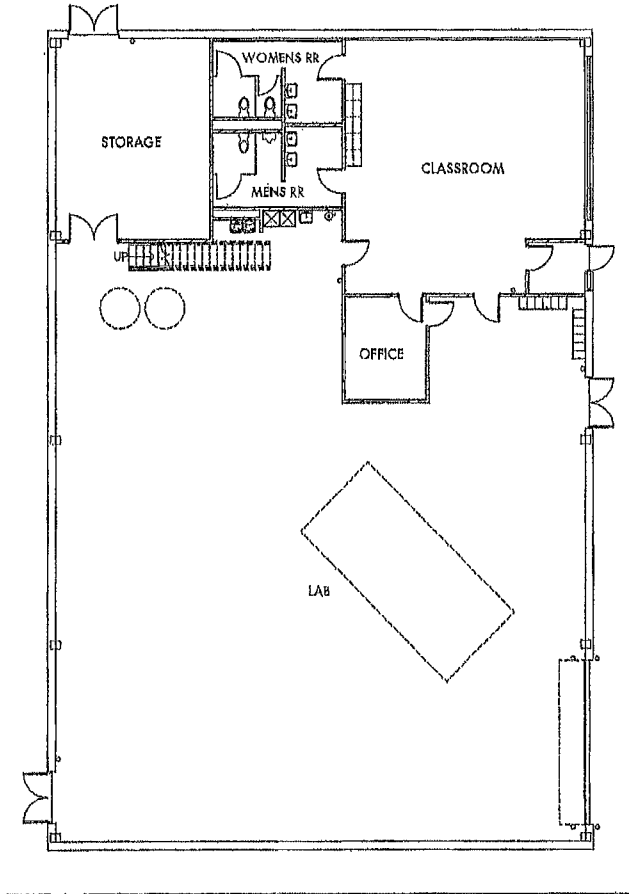 WOMENS RR
STORAGE
CLASSROOM
MENS RR
UP
OFFICE
LAB